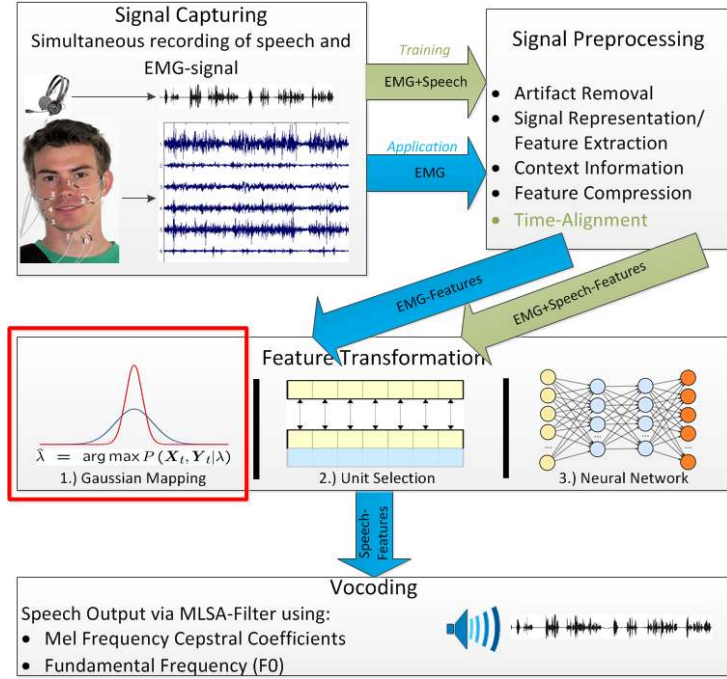 Signal Capturing
Simultaneous recording of speech and
EMG-signal
Training
EMG+Speech
Application
EMG
Signal Preprocessing
• Artifact Removal
• Signal Representation/
Feature Extraction
• Context Information
• Feature Compression
• Time-Alignment
EMG-Features
EMG+Speech-Features
Feature Transformation
λ̂ = arg max P(Xₜ, Yₜ|λ)
1.) Gaussian Mapping
2.) Unit Selection
...
...
...
...
3.) Neural Network
Speech-
Features
Vocoding
Speech Output via MLSA-Filter using:
• Mel Frequency Cepstral Coefficients
• Fundamental Frequency (F0)